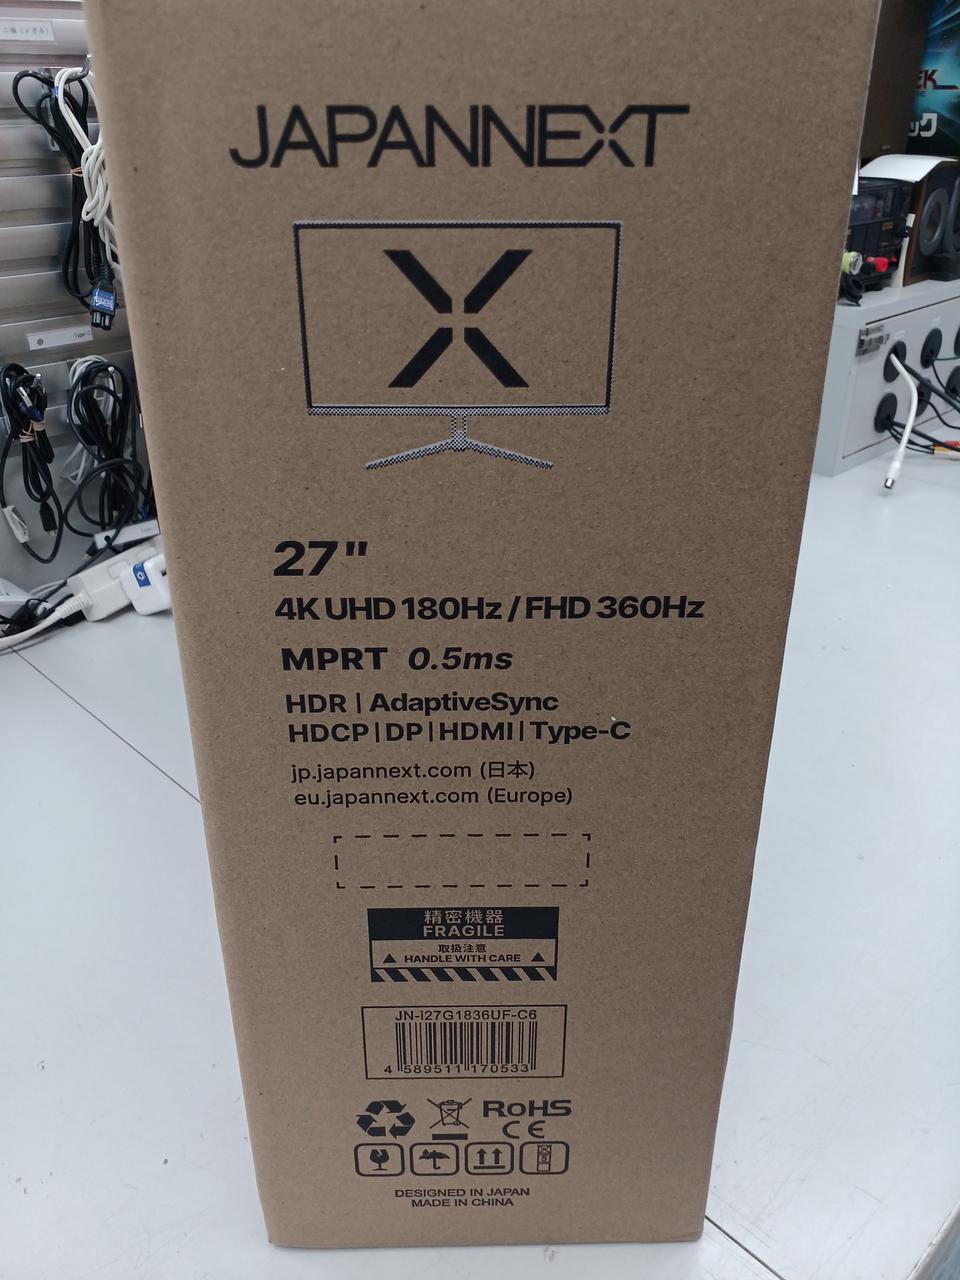 JAPANNEXT
27"
4K UHD 180Hz / FHD 360Hz
MPRT 0.5ms
HDR | AdaptiveSync
HDCP | DP | HDMI | Type-C
jp.japannext.com (日本)
eu.japannext.com (Europe)
精密機器
FRAGILE
取扱注意
HANDLE WITH CARE
JN-i27G1836UF-C6
4 589511 170533
RoHS
CE
DESIGNED IN JAPAN
MADE IN CHINA